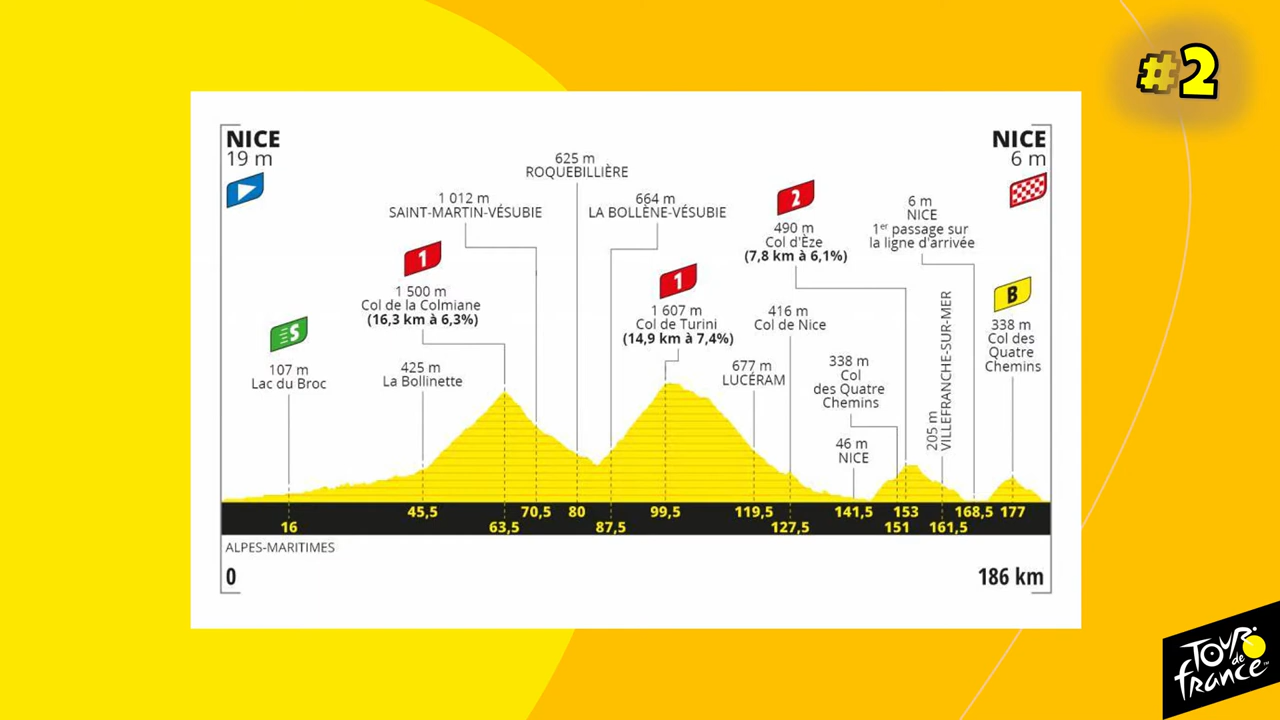 #2
NICE
19 m
NICE
6 m
625 m
ROQUEBILLIÈRE
1 012 m
SAINT-MARTIN-VÉSUBIE
664 m
LA BOLLÈNE-VÉSUBIE
2
490 m
Col d'Èze
(7,8 km à 6,1%)
6 m
NICE
1er passage sur
la ligne d'arrivée
1
1 500 m
Col de la Colmiane
(16,3 km à 6,3%)
1
1 607 m
Col de Turini
(14,9 km à 7,4%)
B
338 m
Col des
Quatre
Chemins
S
107 m
Lac du Broc
425 m
La Bollinette
416 m
Col de Nice
677 m
LUCÉRAM
338 m
Col
des Quatre
Chemins
46 m
NICE
205 m
VILLEFRANCHE-SUR-MER
45,5 70,5 80 99,5 119,5 141,5 153 168,5 177
16 63,5 87,5 127,5 151 161,5
ALPES-MARITIMES
0 186 km
TOUR
de
france